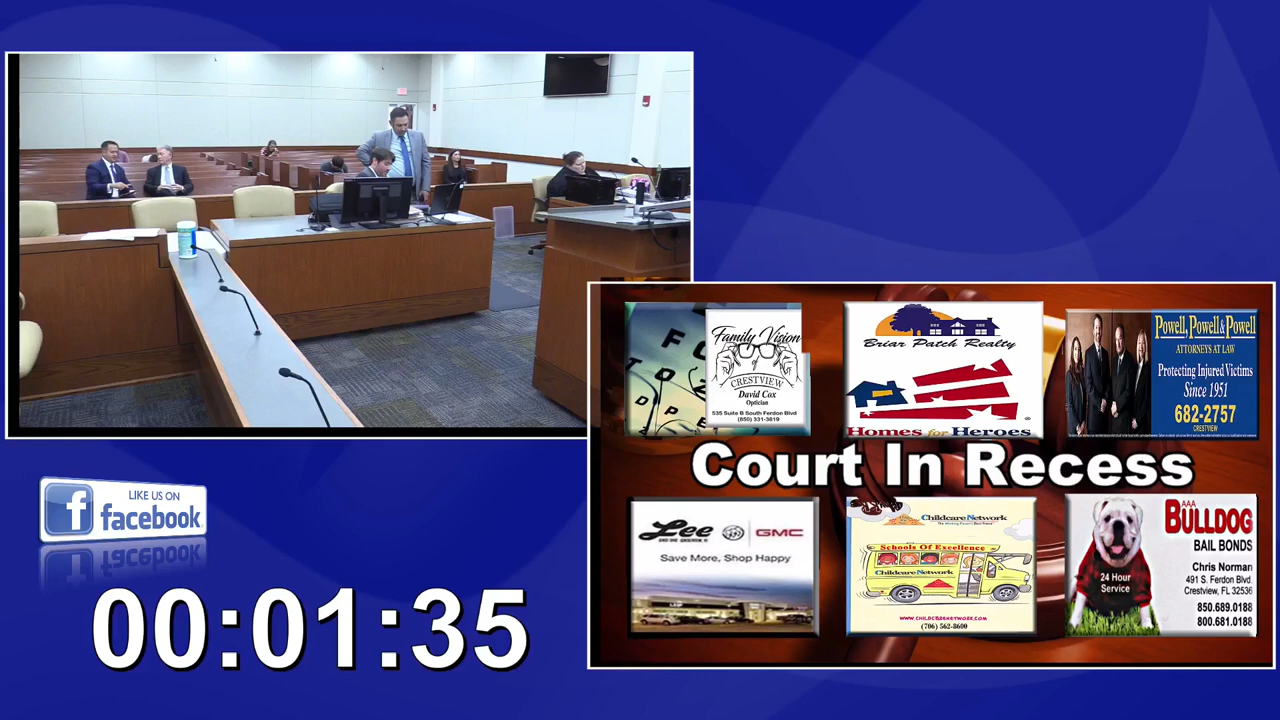 Family Vision
CRESTVIEW
David Cox
Optician
535 Suite B South Ferdon Blvd
(850) 331-3819
Briar Patch Realty
Homes for Heroes
Powell, Powell & Powell
ATTORNEYS AT LAW
Protecting Injured Victims
Since 1951
682-2757
CRESTVIEW
Court In Recess
LIKE US ON
facebook
Lee GMC
Save More, Shop Happy
Childcare Network
Schools Of Excellence
Childcare Network
WWW.CHILDCARENETWORK.COM
(706) 562-8600
AAA
BULLDOG
BAIL BONDS
Chris Norman
491 S. Ferdon Blvd.
Crestview, FL 32536
850.689.0188
800.681.0188
24 Hour
Service
00:01:35